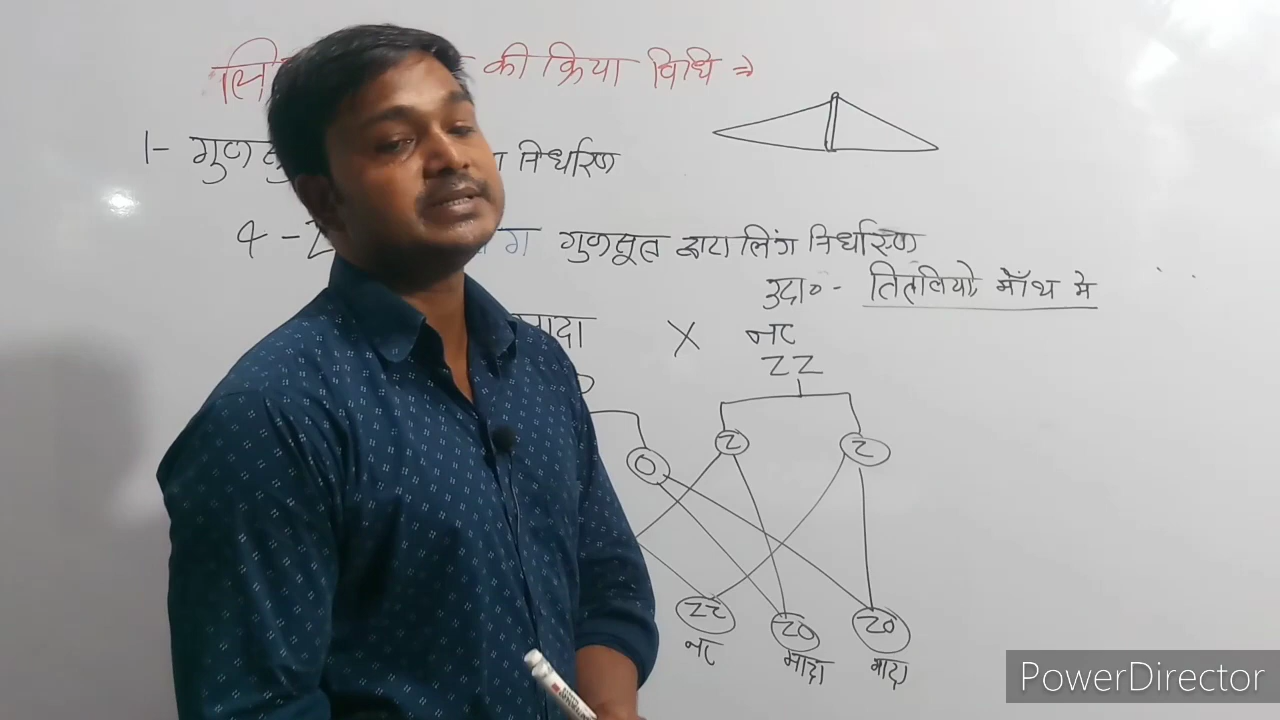 की क्रिया विधि ⇒
1- गुण निर्धारण
4 - Z ग गुणसूत्र द्वारा लिंग निर्धारण
उदा० - तितलियो, मॉथ मे
मादा X नर
ZZ
O Z Z
ZZ ZO ZO
नर मादा मादा
PowerDirector